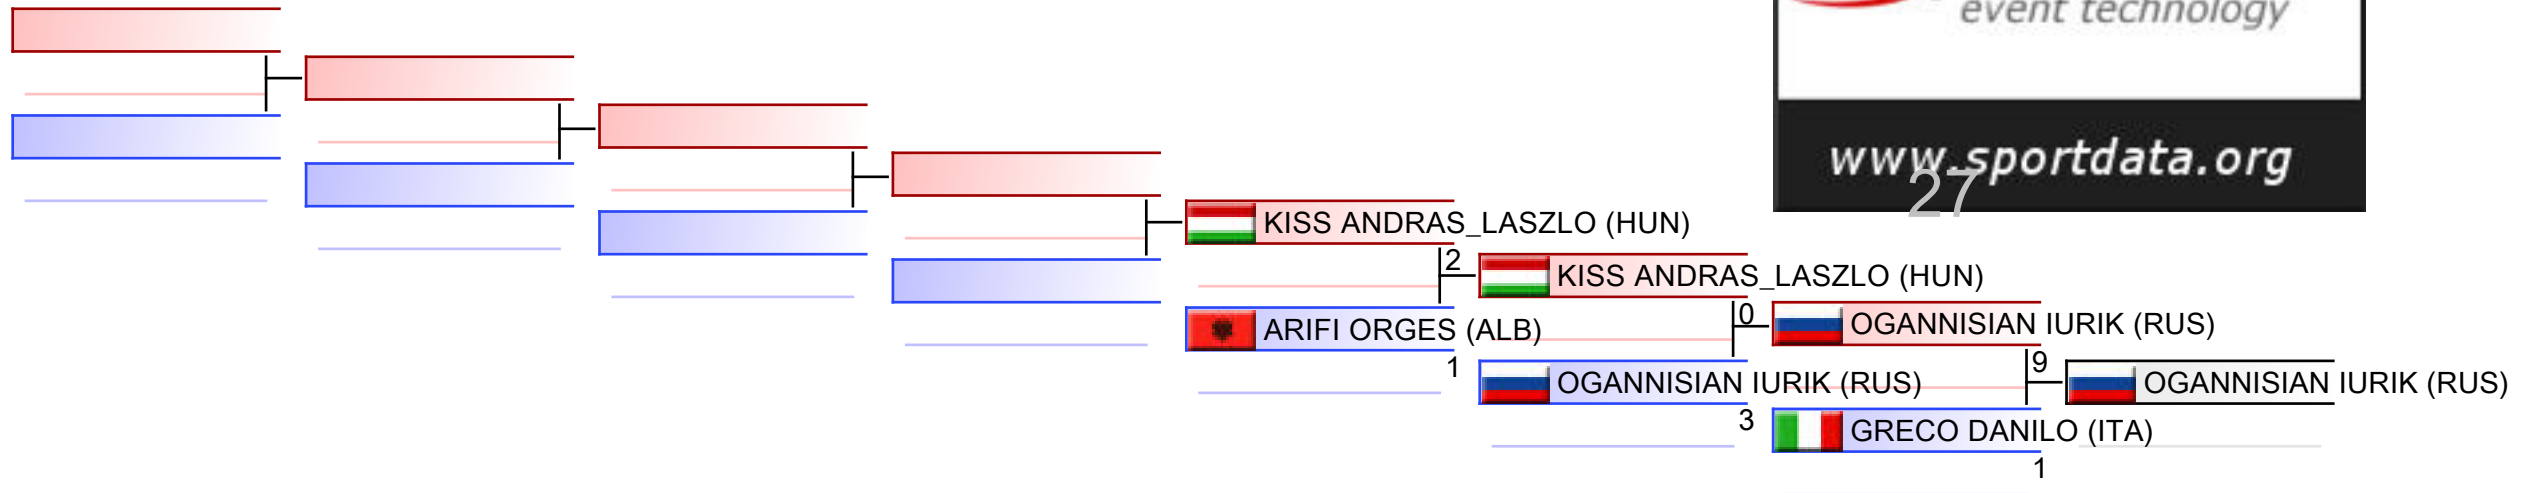 event technology
www.sportdata.org
27
KISS ANDRAS_LASZLO (HUN)
2
KISS ANDRAS_LASZLO (HUN)
ARIFI ORGES (ALB)
1
0
OGANNISIAN IURIK (RUS)
OGANNISIAN IURIK (RUS)
3
9
OGANNISIAN IURIK (RUS)
GRECO DANILO (ITA)
1